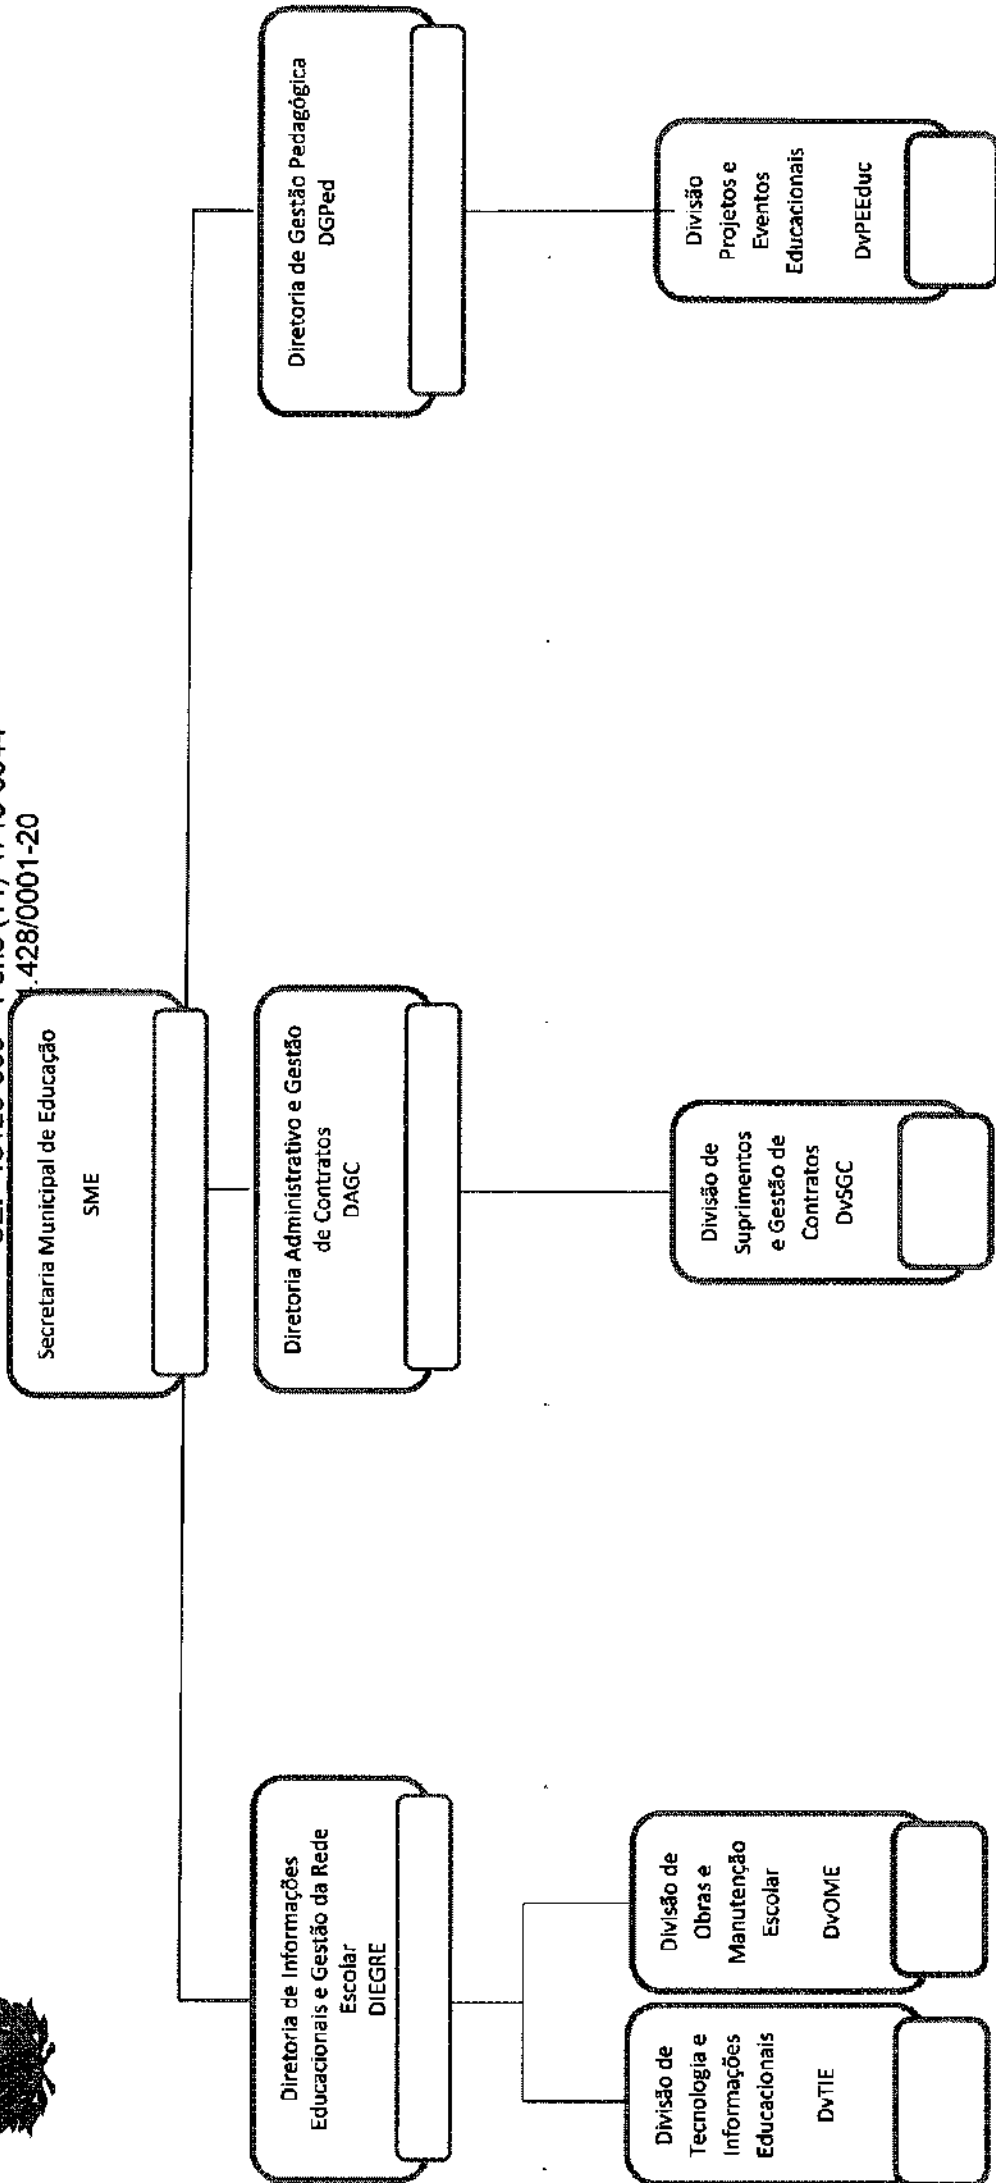 .428/0001-20
Secretaria Municipal de Educação
SME
Diretoria de Informações
Educacionais e Gestão da Rede
Escolar
DIEGRE
Diretoria Administrativo e Gestão
de Contratos
DAGC
Diretoria de Gestão Pedagógica
DGPed
Divisão de
Tecnologia e
Informações
Educacionais
DvTIE
Divisão de
Obras e
Manutenção
Escolar
DvOME
Divisão de
Suprimentos
e Gestão de
Contratos
DvSGC
Divisão
Projetos e
Eventos
Educacionais
DvPEEduc